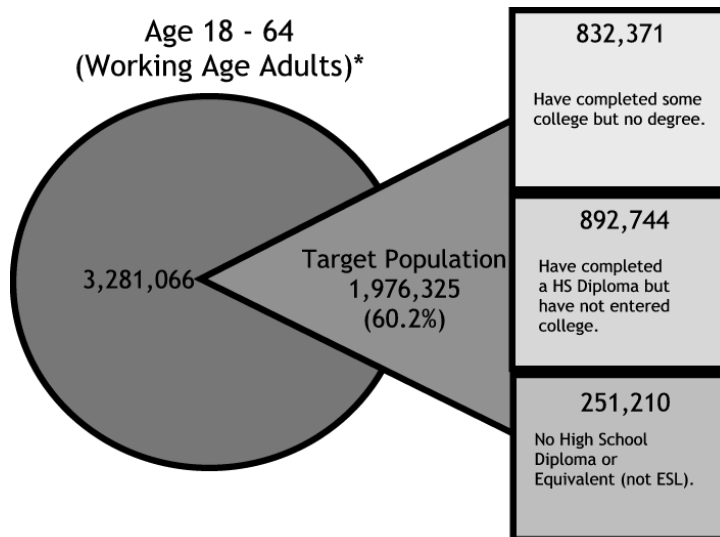 Age 18 - 64
(Working Age Adults)*
3,281,066
Target Population
1,976,325
(60.2%)
832,371
Have completed some
college but no degree.
892,744
Have completed
a HS Diploma but
have not entered
college.
251,210
No High School
Diploma or
Equivalent (not ESL).